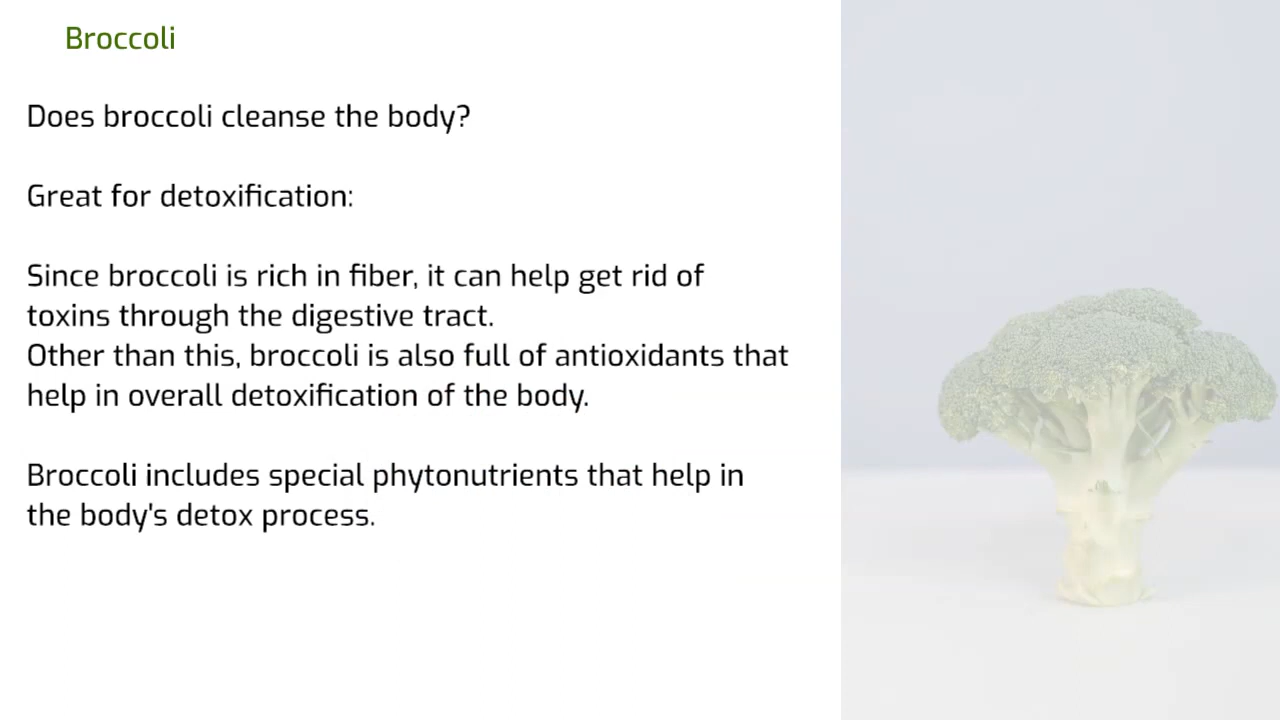 Broccoli
Does broccoli cleanse the body?
Great for detoxification:
Since broccoli is rich in fiber, it can help get rid of
toxins through the digestive tract.
Other than this, broccoli is also full of antioxidants that
help in overall detoxification of the body.
Broccoli includes special phytonutrients that help in
the body's detox process.